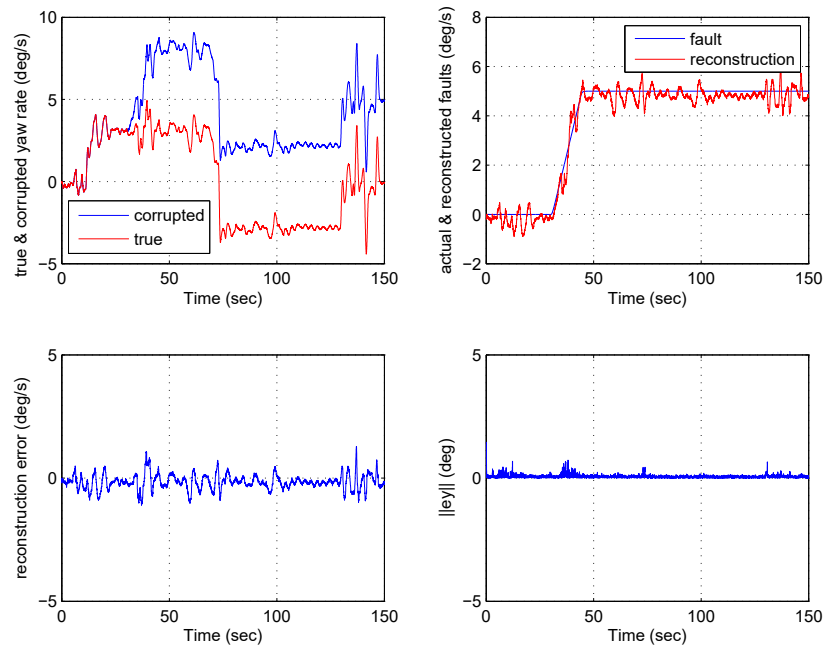 true & corrupted yaw rate (deg/s)
10
5
0
−5
corrupted
true
0
50
100
150
Time (sec)
actual & reconstructed faults (deg/s)
8
6
4
2
0
−2
fault
reconstruction
0
50
100
150
Time (sec)
reconstruction error (deg/s)
5
0
−5
0
50
100
150
Time (sec)
||ey|| (deg)
5
0
−5
0
50
100
150
Time (sec)